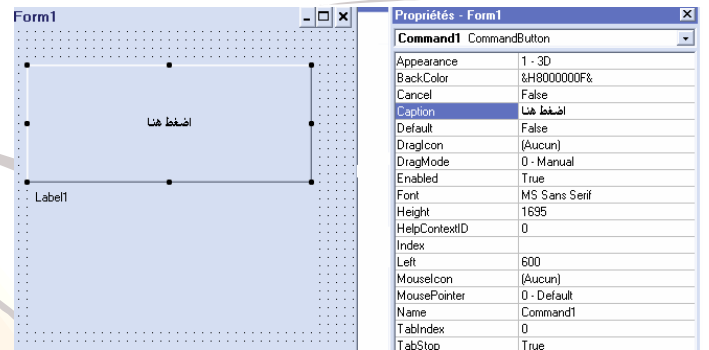 Form1
اضغط هنا
Label1
Propriétés - Form1
Command1 CommandButton
Appearance 1 - 3D
BackColor &H8000000F&
Cancel False
Caption اضغط هنا
Default False
DragIcon (Aucun)
DragMode 0 - Manual
Enabled True
Font MS Sans Serif
Height 1695
HelpContextID 0
Index
Left 600
MouseIcon (Aucun)
MousePointer 0 - Default
Name Command1
TabIndex 0
TabStop True